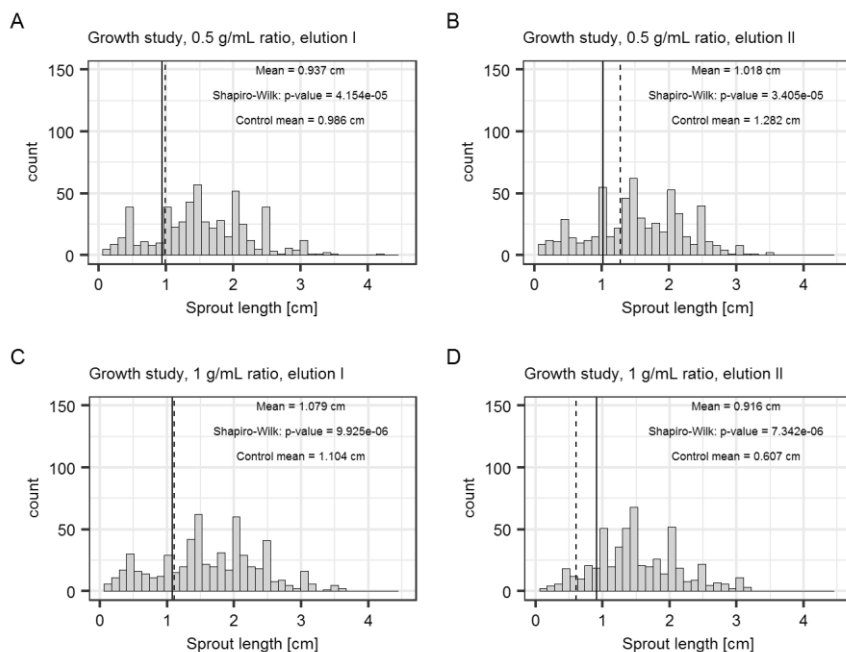 A
Growth study, 0.5 g/mL ratio, elution I
Mean = 0.937 cm
Shapiro-Wilk: p-value = 4.154e-05
Control mean = 0.986 cm
150
100
50
0
count
0 1 2 3 4
Sprout length [cm]
B
Growth study, 0.5 g/mL ratio, elution II
Mean = 1.018 cm
Shapiro-Wilk: p-value = 3.405e-05
Control mean = 1.282 cm
150
100
50
0
count
0 1 2 3 4
Sprout length [cm]
C
Growth study, 1 g/mL ratio, elution I
Mean = 1.079 cm
Shapiro-Wilk: p-value = 9.925e-06
Control mean = 1.104 cm
150
100
50
0
count
0 1 2 3 4
Sprout length [cm]
D
Growth study, 1 g/mL ratio, elution II
Mean = 0.916 cm
Shapiro-Wilk: p-value = 7.342e-06
Control mean = 0.607 cm
150
100
50
0
count
0 1 2 3 4
Sprout length [cm]